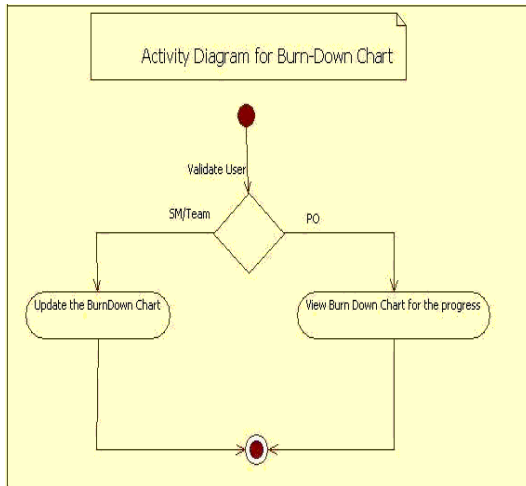 Activity Diagram for Burn-Down Chart
Validate User
SM/Team
PO
Update the BurnDown Chart
View Burn Down Chart for the progress